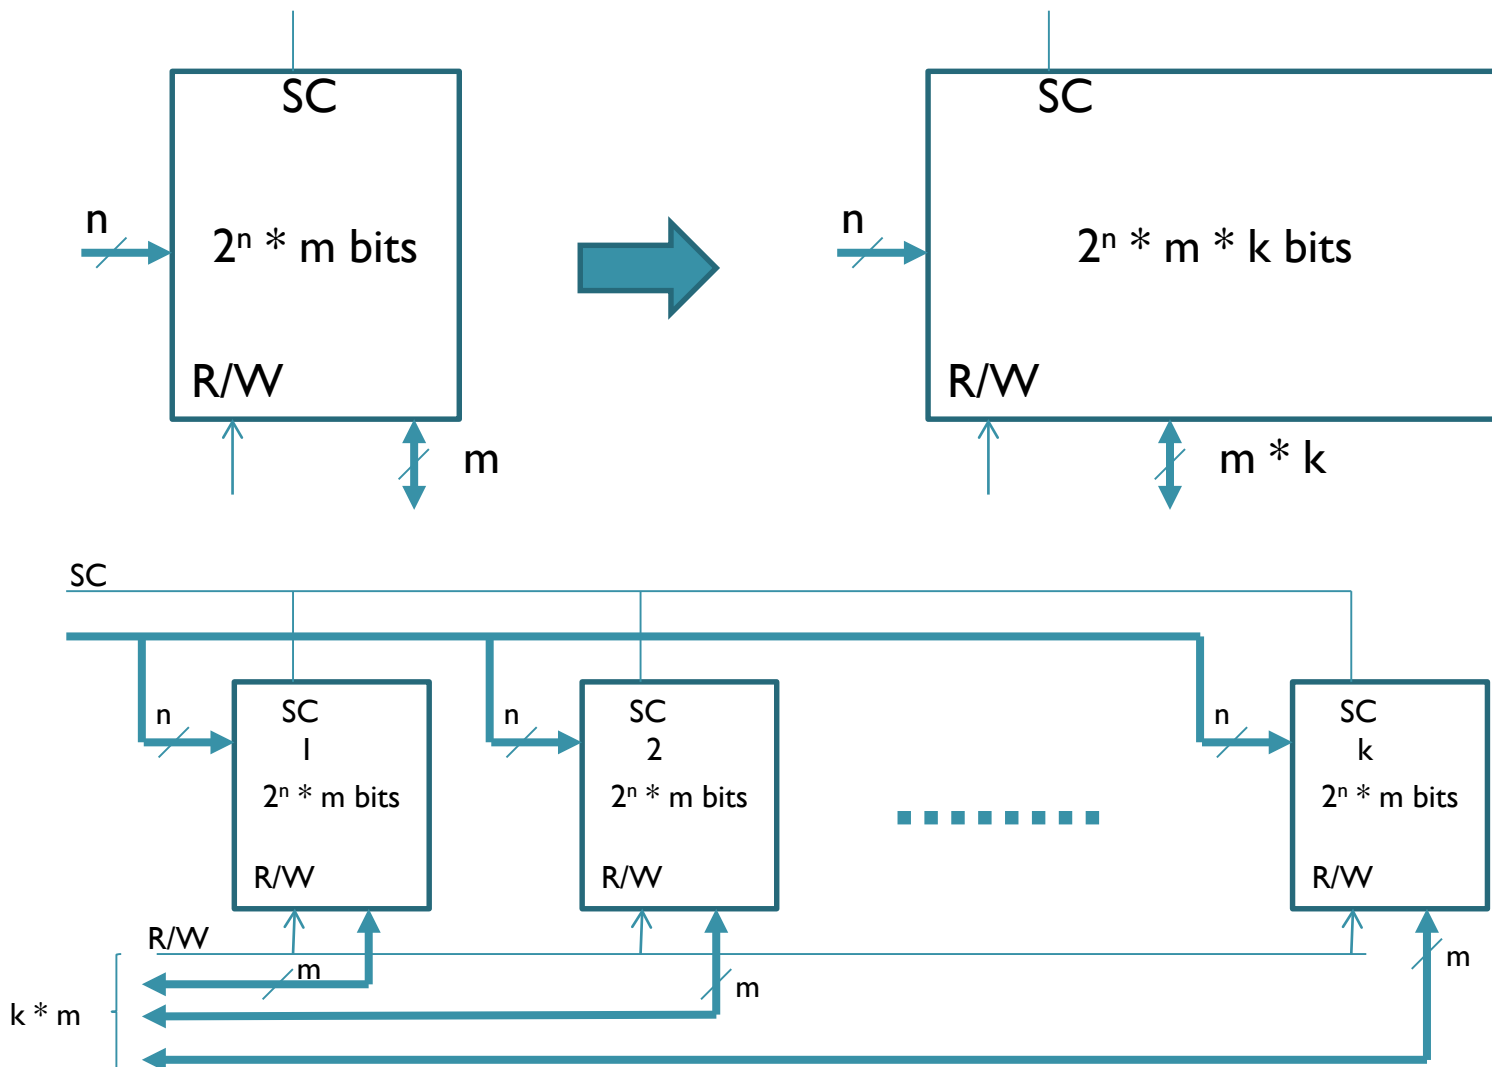 SC
n
2ⁿ * m bits
R/W
m
SC
n
2ⁿ * m * k bits
R/W
m * k
SC
n
SC
1
2ⁿ * m bits
R/W
n
SC
2
2ⁿ * m bits
R/W
n
SC
k
2ⁿ * m bits
R/W
R/W
m
m
m
k * m